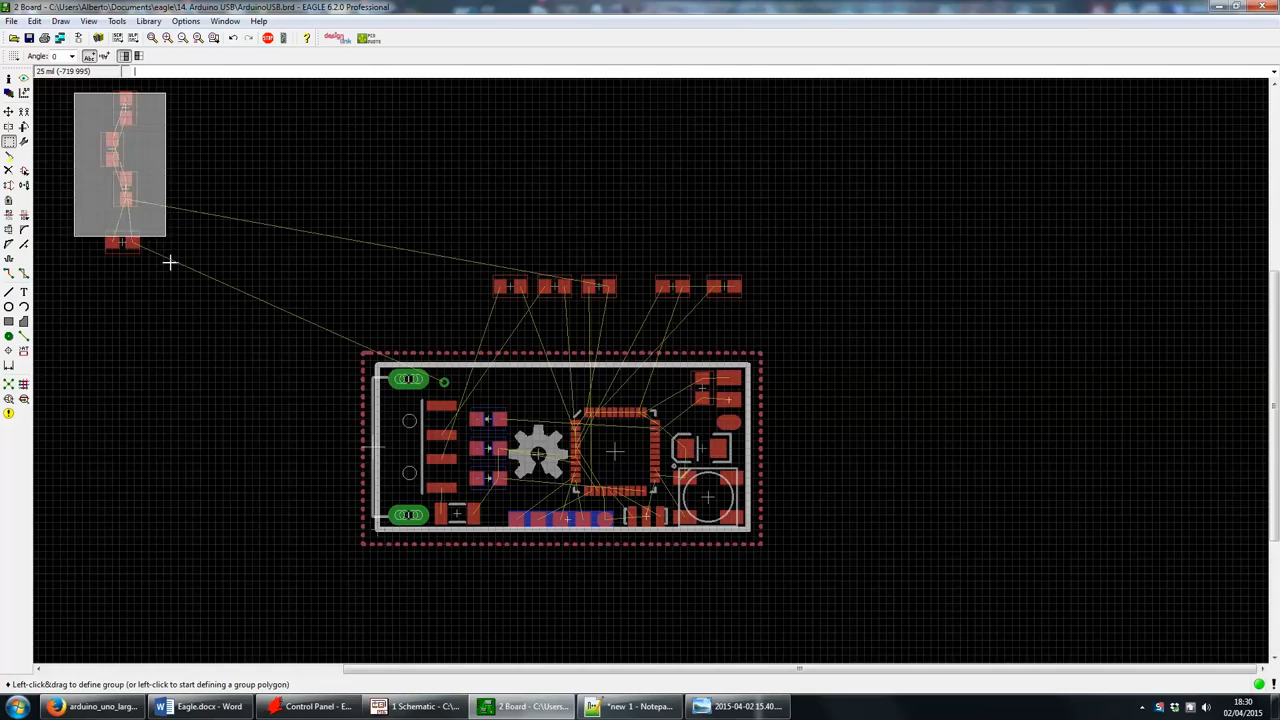 2 Board - C:\Users\Alberto\Documents\eagle\14. Arduino USB\ArduinoUSB.brd - EAGLE 6.2.0 Professional
File Edit Draw View Tools Library Options Window Help
Angle: 0
25 mil (-719 995)
Left-click&drag to define group (or left-click to start defining a group polygon)
arduino_uno_larg...
Eagle.docx - Word
Control Panel - E...
1 Schematic - C:\...
2 Board - C:\Users...
*new 1 - Notepa...
2015-04-02 15.40....
18:30
02/04/2015